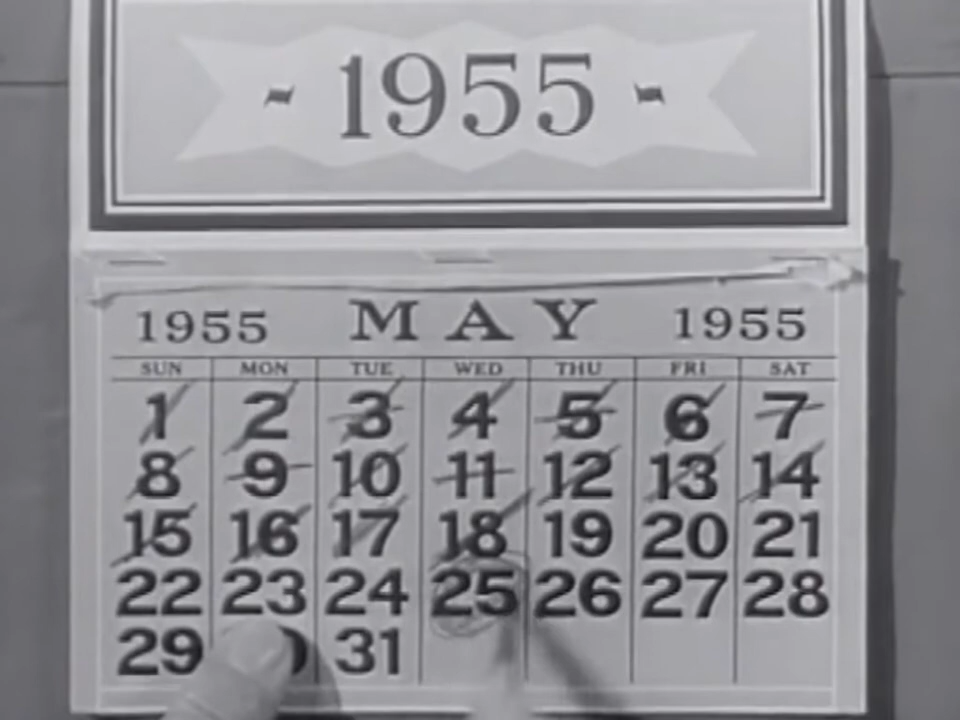 - 1955 -
1955 MAY 1955
SUN MON TUE WED THU FRI SAT
1 2 3 4 5 6 7
8 9 10 11 12 13 14
15 16 17 18 19 20 21
22 23 24 25 26 27 28
29 31